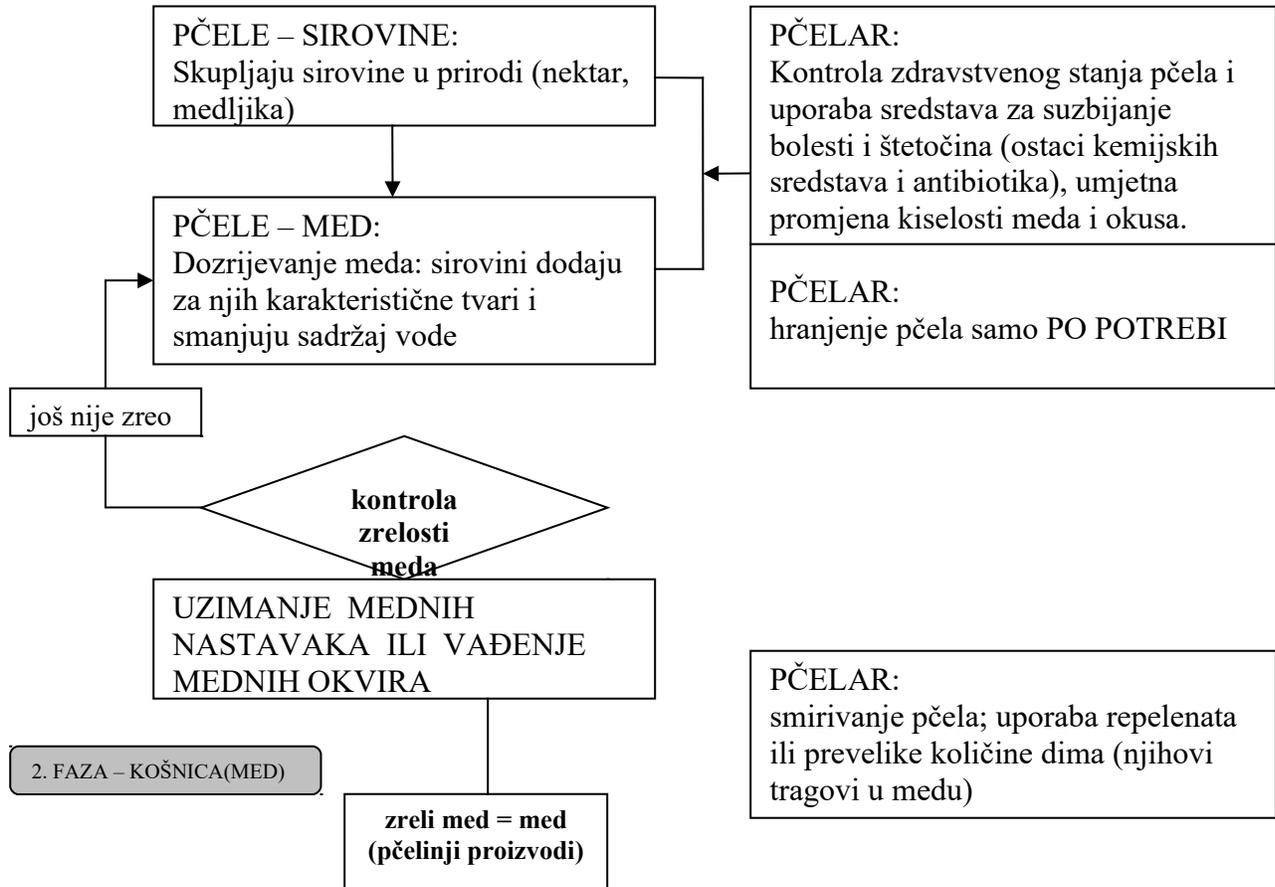 PČELE – SIROVINE:
Skupljaju sirovine u prirodi (nektar,
medljika)
PČELAR:
Kontrola zdravstvenog stanja pčela i
uporaba sredstava za suzbijanje
bolesti i štetočina (ostaci kemijskih
sredstava i antibiotika), umjetna
promjena kiselosti meda i okusa.
PČELE – MED:
Dozrijevanje meda: sirovini dodaju
za njih karakteristične tvari i
smanjuju sadržaj vode
PČELAR:
hranjenje pčela samo PO POTREBI
još nije zreo
kontrola
zrelosti
meda
UZIMANJE MEDNIH
NASTAVAKA ILI VAĐENJE
MEDNIH OKVIRA
PČELAR:
smirivanje pčela; uporaba repelenata
ili prevelike količine dima (njihovi
tragovi u medu)
2. FAZA – KOŠNICA(MED)
zreli med = med
(pčelinji proizvodi)